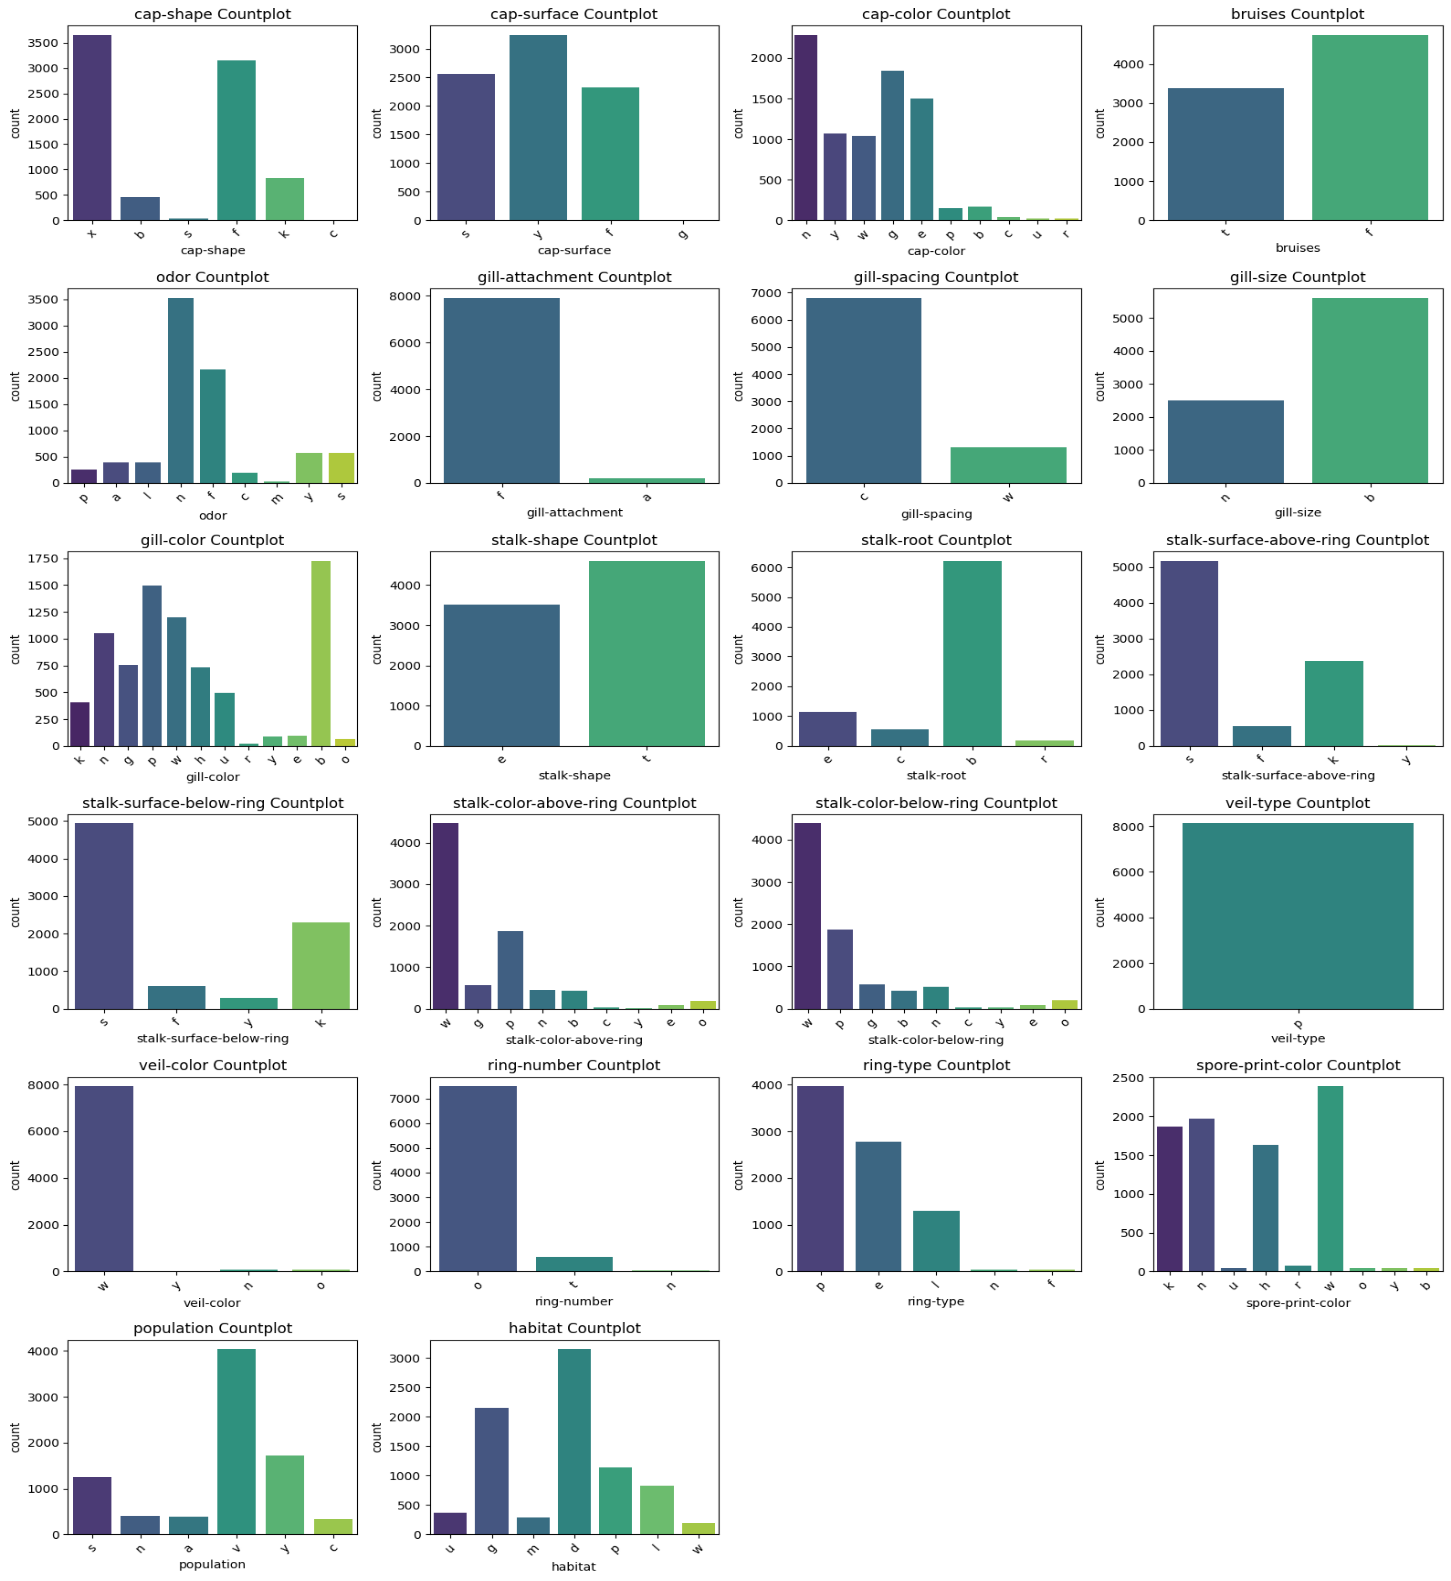 cap-shape Countplot
count
3500
3000
2500
2000
1500
1000
500
0
x b s f k c
cap-shape
cap-surface Countplot
count
3000
2500
2000
1500
1000
500
0
s y f g
cap-surface
cap-color Countplot
count
2000
1500
1000
500
0
n y w g e p b c u r
cap-color
bruises Countplot
count
4000
3000
2000
1000
0
t f
bruises
odor Countplot
count
3500
3000
2500
2000
1500
1000
500
0
p a l n f c m y s
odor
gill-attachment Countplot
count
8000
6000
4000
2000
0
f a
gill-attachment
gill-spacing Countplot
count
7000
6000
5000
4000
3000
2000
1000
0
c w
gill-spacing
gill-size Countplot
count
5000
4000
3000
2000
1000
0
n b
gill-size
gill-color Countplot
count
1750
1500
1250
1000
750
500
250
0
k n g p w h u r y e b o
gill-color
stalk-shape Countplot
count
4000
3000
2000
1000
0
e t
stalk-shape
stalk-root Countplot
count
6000
5000
4000
3000
2000
1000
0
e c b r
stalk-root
stalk-surface-above-ring Countplot
count
5000
4000
3000
2000
1000
0
s f k y
stalk-surface-above-ring
stalk-surface-below-ring Countplot
count
5000
4000
3000
2000
1000
0
s f y k
stalk-surface-below-ring
stalk-color-above-ring Countplot
count
4000
3000
2000
1000
0
w g p n b c y e o
stalk-color-above-ring
stalk-color-below-ring Countplot
count
4000
3000
2000
1000
0
w p g b n c y e o
stalk-color-below-ring
veil-type Countplot
count
8000
7000
6000
5000
4000
3000
2000
1000
0
p
veil-type
veil-color Countplot
count
8000
6000
4000
2000
0
w y n o
veil-color
ring-number Countplot
count
7000
6000
5000
4000
3000
2000
1000
0
o t n
ring-number
ring-type Countplot
count
4000
3000
2000
1000
0
p e l n f
ring-type
spore-print-color Countplot
count
2500
2000
1500
1000
500
0
k n u h r w o y b
spore-print-color
population Countplot
count
4000
3000
2000
1000
0
s n a v y c
population
habitat Countplot
count
3000
2500
2000
1500
1000
500
0
u g m d p l w
habitat